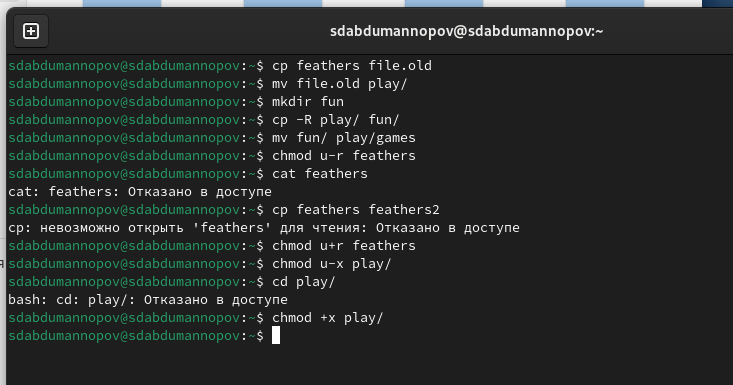 sdabdumannopov@sdabdumannopov:~
sdabdumannopov@sdabdumannopov:~$ cp feathers file.old
sdabdumannopov@sdabdumannopov:~$ mv file.old play/
sdabdumannopov@sdabdumannopov:~$ mkdir fun
sdabdumannopov@sdabdumannopov:~$ cp -R play/ fun/
sdabdumannopov@sdabdumannopov:~$ mv fun/ play/games
sdabdumannopov@sdabdumannopov:~$ chmod u-r feathers
sdabdumannopov@sdabdumannopov:~$ cat feathers
cat: feathers: Отказано в доступе
sdabdumannopov@sdabdumannopov:~$ cp feathers feathers2
cp: невозможно открыть 'feathers' для чтения: Отказано в доступе
sdabdumannopov@sdabdumannopov:~$ chmod u+r feathers
sdabdumannopov@sdabdumannopov:~$ chmod u-x play/
sdabdumannopov@sdabdumannopov:~$ cd play/
bash: cd: play/: Отказано в доступе
sdabdumannopov@sdabdumannopov:~$ chmod +x play/
sdabdumannopov@sdabdumannopov:~$